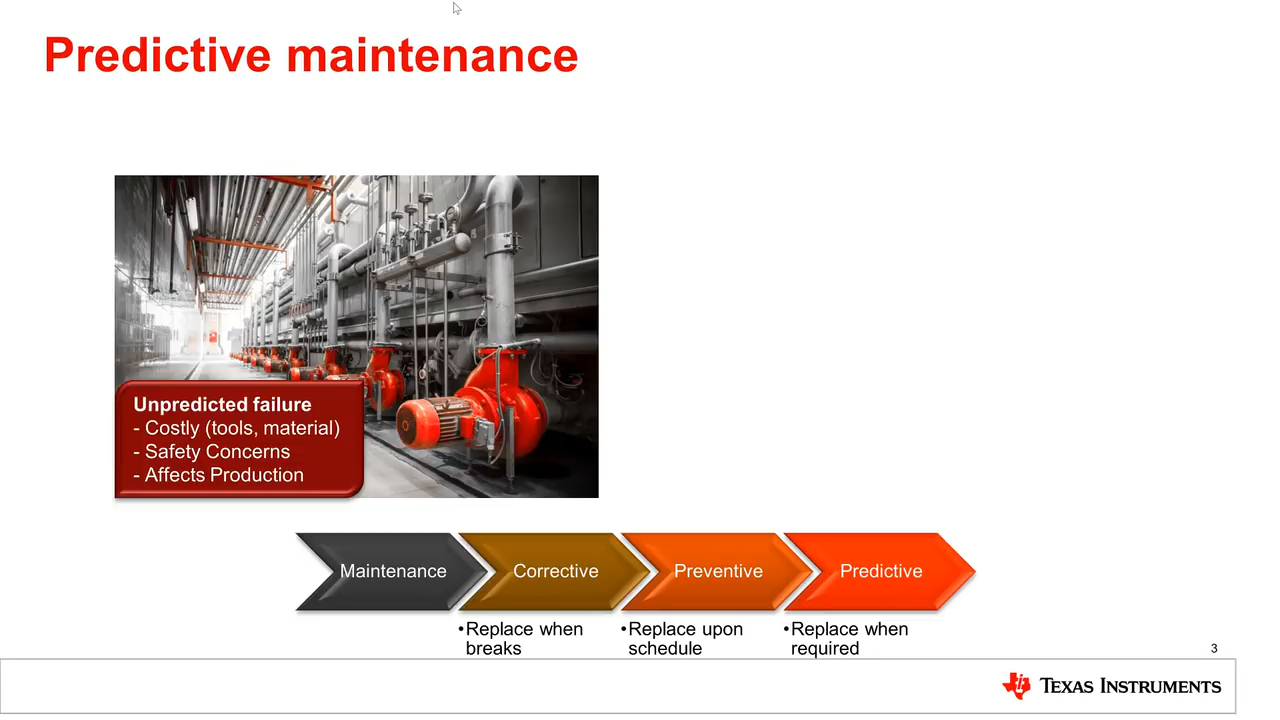 Predictive maintenance
Unpredicted failure
- Costly (tools, material)
- Safety Concerns
- Affects Production
Maintenance
Corrective
Preventive
Predictive
•Replace when
breaks
•Replace upon
schedule
•Replace when
required
3
TEXAS INSTRUMENTS